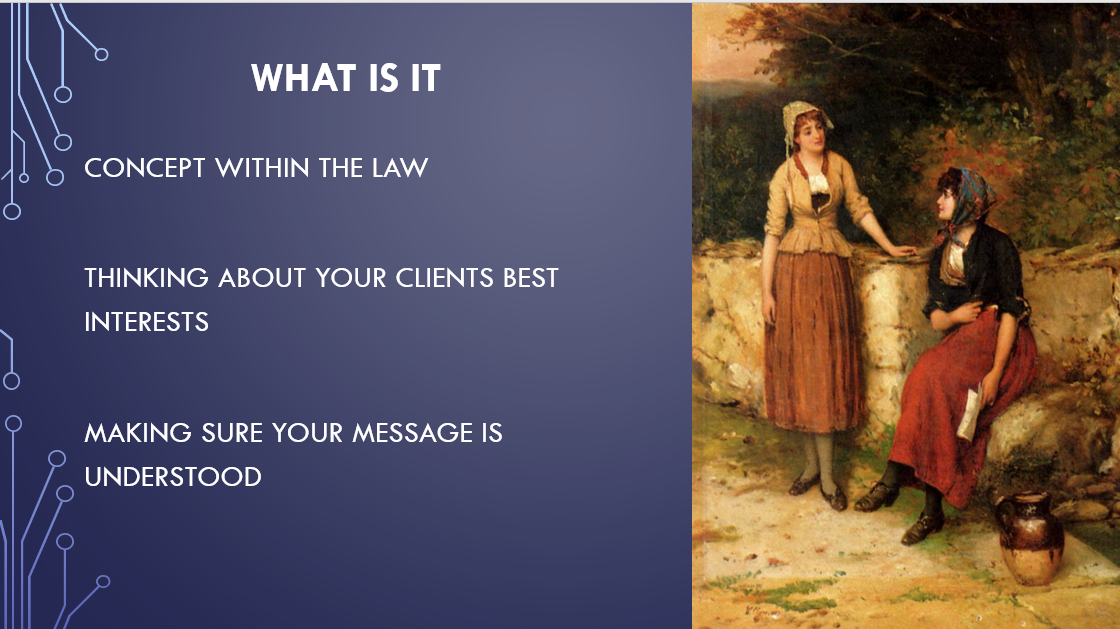 WHAT IS IT
CONCEPT WITHIN THE LAW
THINKING ABOUT YOUR CLIENTS BEST
INTERESTS
MAKING SURE YOUR MESSAGE IS
UNDERSTOOD